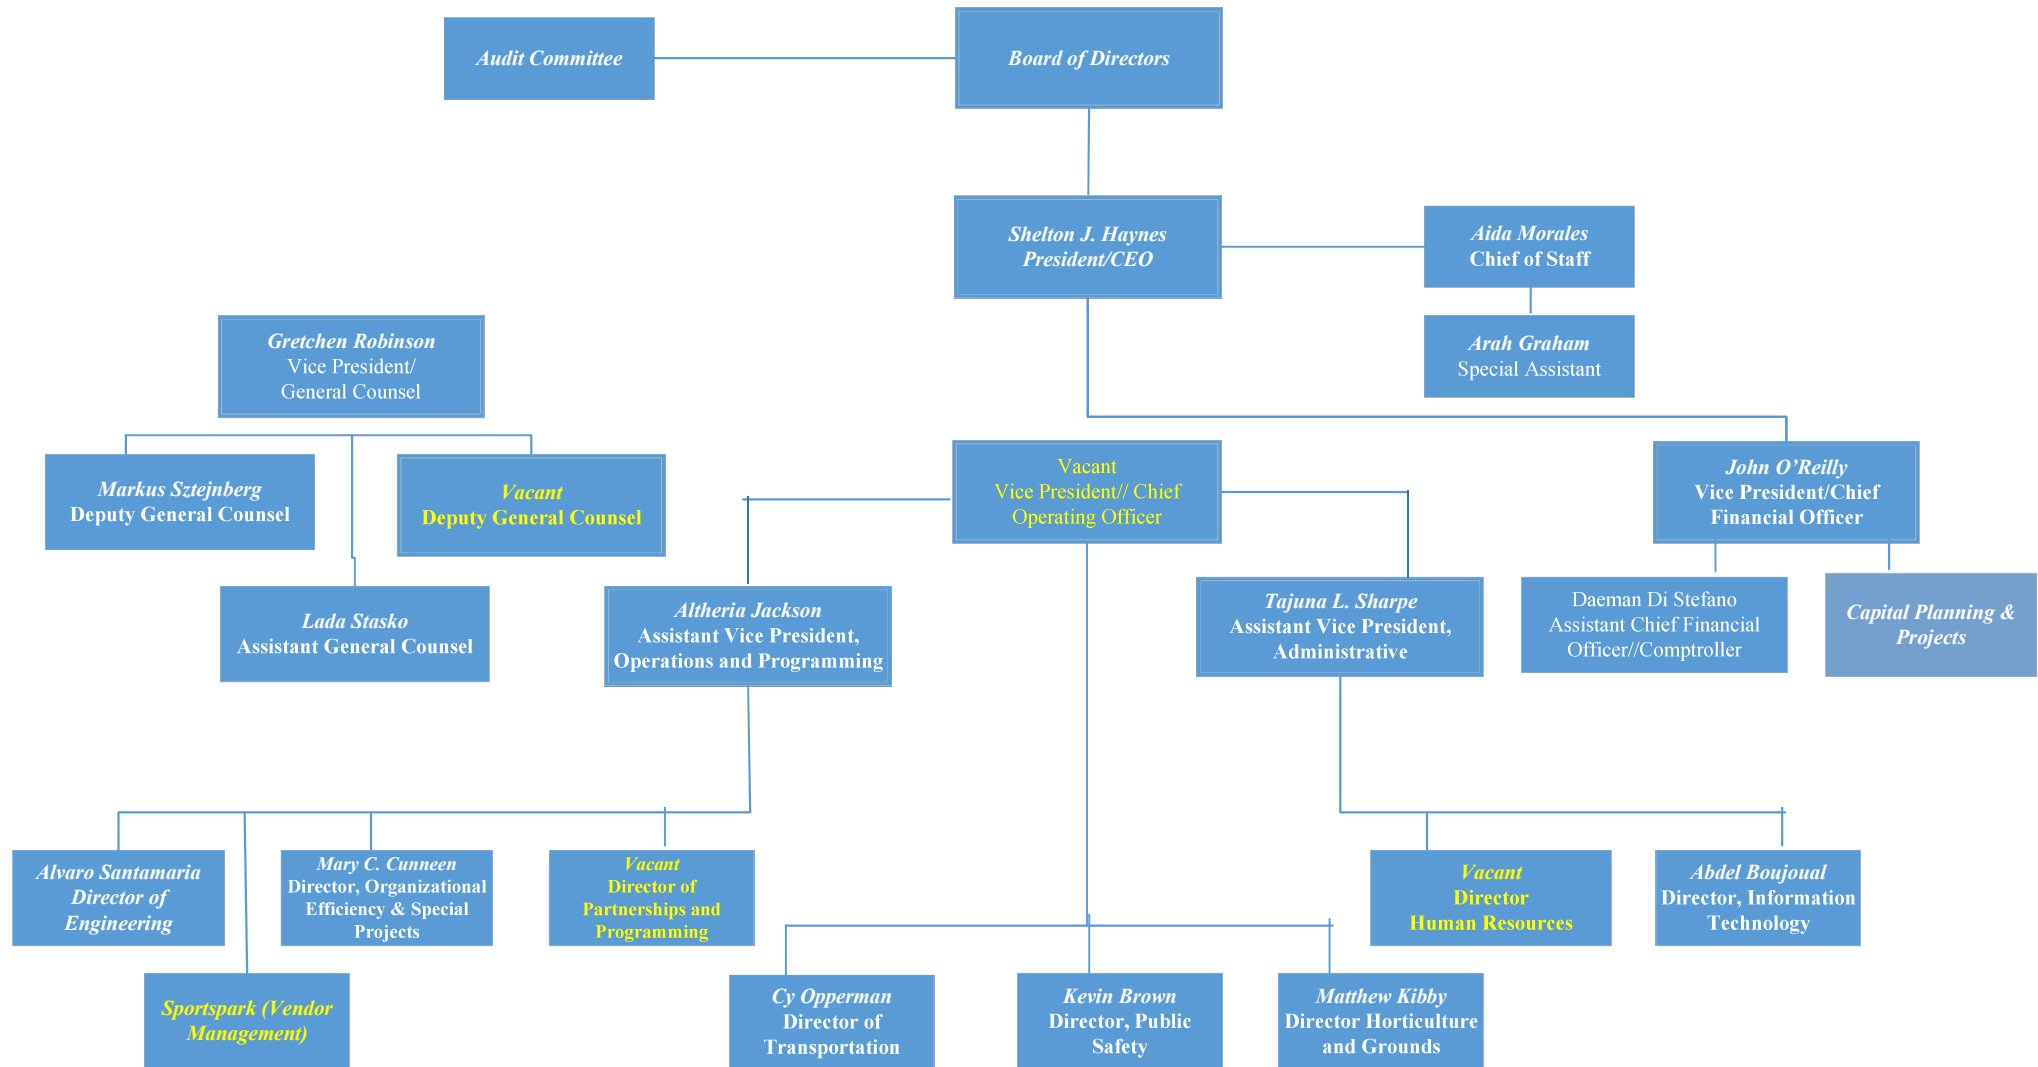 Audit Committee
Board of Directors
Shelton J. Haynes
President/CEO
Aida Morales
Chief of Staff
Arah Graham
Special Assistant
Gretchen Robinson
Vice President/
General Counsel
Markus Sztejnberg
Deputy General Counsel
Vacant
Deputy General Counsel
Lada Stasko
Assistant General Counsel
Vacant
Vice President// Chief
Operating Officer
John O’Reilly
Vice President/Chief
Financial Officer
Altheria Jackson
Assistant Vice President,
Operations and Programming
Tajuna L. Sharpe
Assistant Vice President,
Administrative
Daeman Di Stefano
Assistant Chief Financial
Officer//Comptroller
Capital Planning &
Projects
Alvaro Santamaria
Director of
Engineering
Mary C. Cunneen
Director, Organizational
Efficiency & Special
Projects
Vacant
Director of
Partnerships and
Programming
Vacant
Director
Human Resources
Abdel Boujoual
Director, Information
Technology
Sportspark (Vendor
Management)
Cy Opperman
Director of
Transportation
Kevin Brown
Director, Public
Safety
Matthew Kibby
Director Horticulture
and Grounds